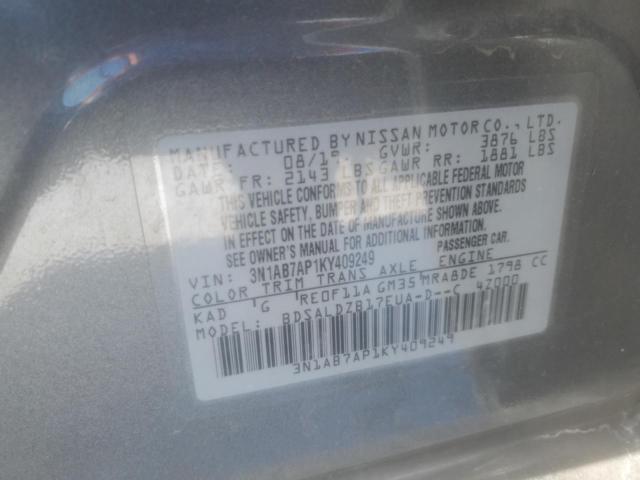 MANUFACTURED BY NISSAN MOTOR CO., LTD.
DATE: 08/19 GVWR: 3876 LBS
GAWR FR: 2143 LBS GAWR RR: 1881 LBS
THIS VEHICLE CONFORMS TO ALL APPLICABLE FEDERAL MOTOR
VEHICLE SAFETY, BUMPER AND THEFT PREVENTION STANDARDS
IN EFFECT ON THE DATE OF MANUFACTURE SHOWN ABOVE.
SEE OWNER'S MANUAL FOR ADDITIONAL INFORMATION
VIN: 3N1AB7AP1KY409249 PASSENGER CAR.
COLOR TRIM TRANS AXLE ENGINE
KAD G RE0F11A GM35 MRA8DE 1798 CC
MODEL: BDSALDZB17EUA-D--C 47000
3N1AB7AP1KY409249